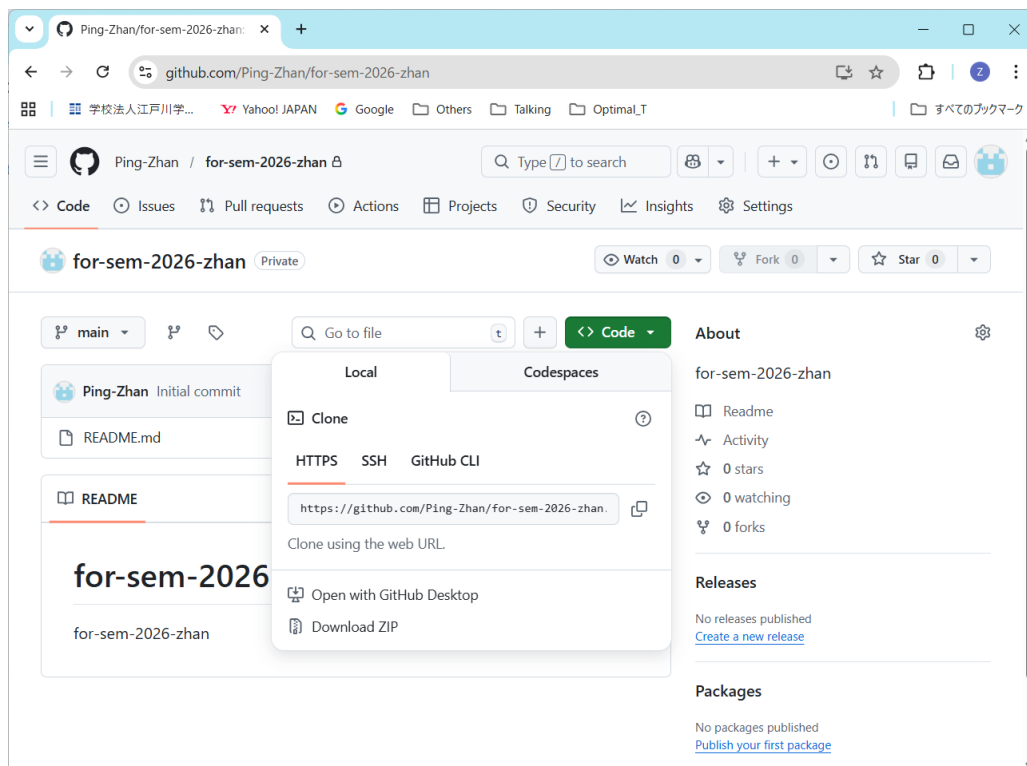 Ping-Zhan/for-sem-2026-zhan:
github.com/Ping-Zhan/for-sem-2026-zhan
Z
学校法人江戸川学... Yahoo! JAPAN Google Others Talking Optimal_T すべてのブックマーク
Ping-Zhan / for-sem-2026-zhan Type / to search
Code Issues Pull requests Actions Projects Security Insights Settings
for-sem-2026-zhan Private Watch 0 Fork 0 Star 0
main Go to file t Code
About
Local Codespaces
for-sem-2026-zhan
Ping-Zhan Initial commit
Clone
Readme
README.md
Activity
HTTPS SSH GitHub CLI
0 stars
README
0 watching
https://github.com/Ping-Zhan/for-sem-2026-zhan.
0 forks
Clone using the web URL.
for-sem-2026
Releases
Open with GitHub Desktop
No releases published
Download ZIP
for-sem-2026-zhan
Create a new release
Packages
No packages published
Publish your first package